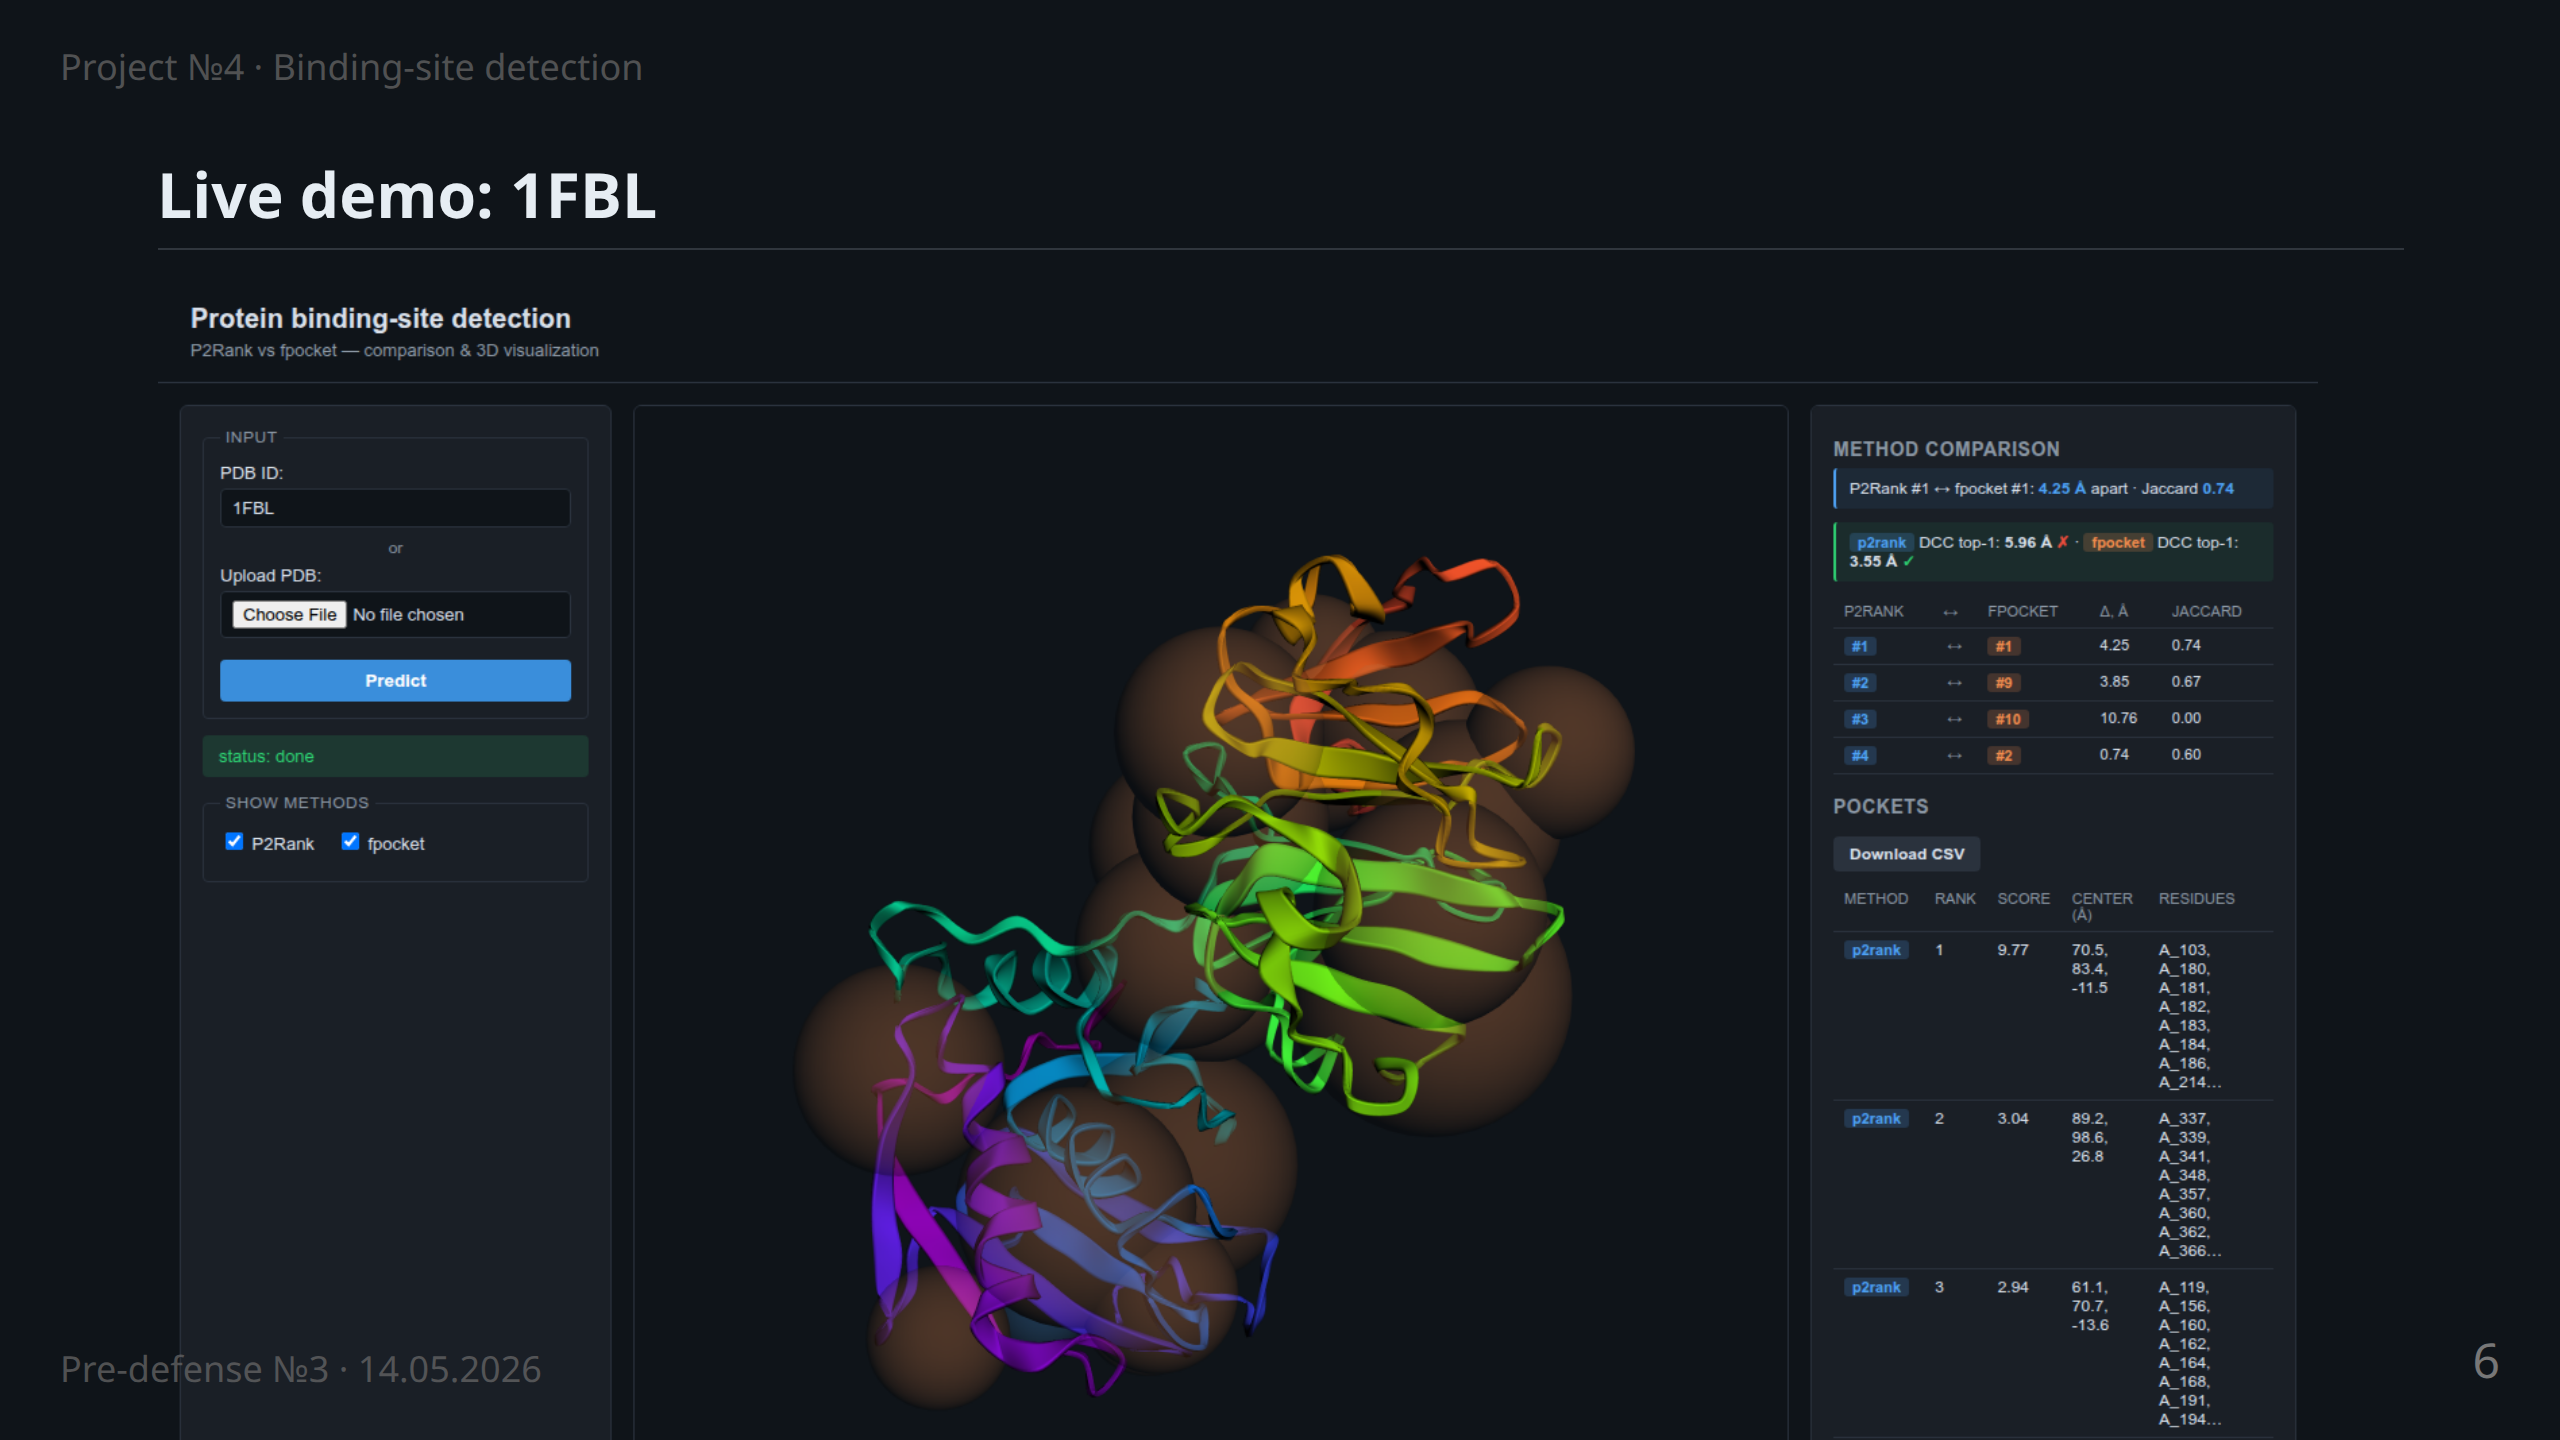 Project №4 · Binding-site detection
Live demo: 1FBL
Protein binding-site detection
P2Rank vs fpocket — comparison & 3D visualization
INPUT
PDB ID:
1FBL
or
Upload PDB:
Choose File No file chosen
Predict
status: done
SHOW METHODS
P2Rank fpocket
METHOD COMPARISON
P2Rank #1 ↔ fpocket #1: 4.25 Å apart · Jaccard 0.74
p2rank DCC top-1: 5.96 Å ✗ · fpocket DCC top-1:
3.55 Å ✓
P2RANK ↔ FPOCKET Δ, Å JACCARD
#1 ↔ #1 4.25 0.74
#2 ↔ #9 3.85 0.67
#3 ↔ #10 10.76 0.00
#4 ↔ #2 0.74 0.60
POCKETS
Download CSV
METHOD RANK SCORE CENTER RESIDUES
(Å)
p2rank 1 9.77 70.5, A_103,
83.4, A_180,
-11.5 A_181,
A_182,
A_183,
A_184,
A_186,
A_214...
p2rank 2 3.04 89.2, A_337,
98.6, A_339,
26.8 A_341,
A_348,
A_357,
A_360,
A_362,
A_366...
p2rank 3 2.94 61.1, A_119,
70.7, A_156,
-13.6 A_160,
A_162,
A_164,
A_168,
A_191,
A_194...
Pre-defense №3 · 14.05.2026
6